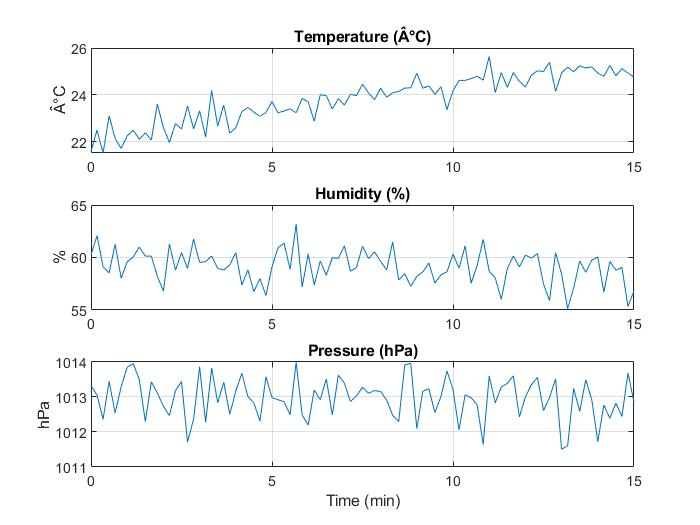 Temperature (Â°C)
26
24
22
Â°C
0 5 10 15
Humidity (%)
65
60
55
%
0 5 10 15
Pressure (hPa)
1014
1013
1012
1011
hPa
0 5 10 15
Time (min)